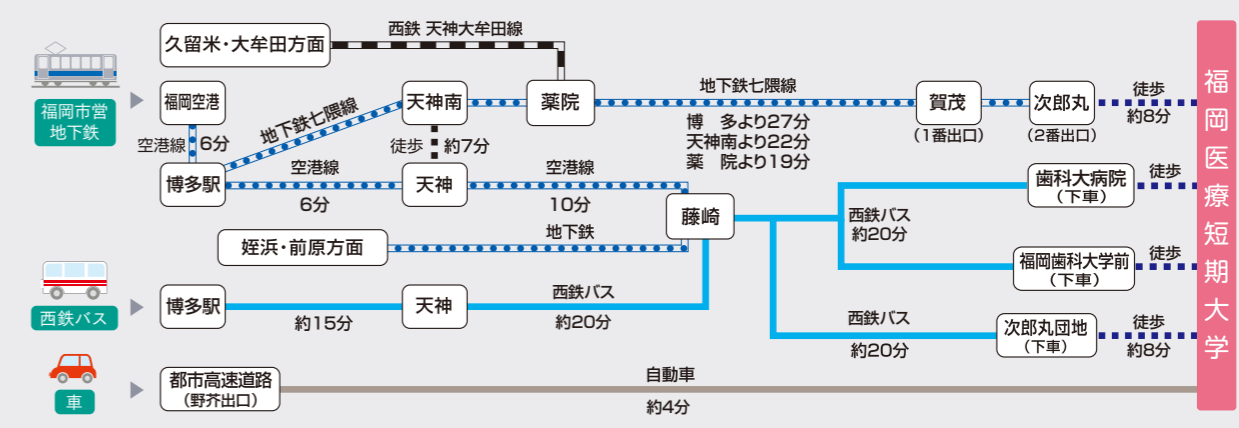 西鉄 天神大牟田線
久留米・大牟田方面
福岡市営
地下鉄
福岡空港
地下鉄七隈線
天神南
薬院
地下鉄七隈線
賀茂
(1番出口)
次郎丸
(2番出口)
徒歩
約8分
空港線
6分
徒歩
約7分
博 多より27分
天神南より22分
薬 院より19分
博多駅
空港線
6分
天神
空港線
10分
藤崎
歯科大病院
(下車)
徒歩
西鉄バス
約20分
姪浜・前原方面
地下鉄
福岡歯科大学前
(下車)
徒歩
西鉄バス
博多駅
約15分
天神
西鉄バス
約20分
西鉄バス
約20分
次郎丸団地
(下車)
徒歩
約8分
車
都市高速道路
(野芥出口)
自動車
約4分
福岡医療短期大学